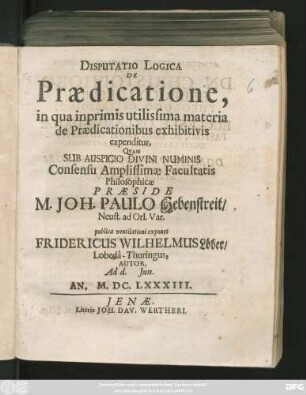 DISPUTATIO LOGICA
DE
Prædicatione,
in qua inprimis utilissima materia
de Prædicationibus exhibitivis
expenditur,
QUAM
SUB AUSPICIO DIVINI NUMINIS
Consensu Amplissimæ Facultatis
Philosophicæ
PRÆSIDE
M. JOH. PAULO Hebenstreit/
Neust. ad Orl. Var.
publicæ ventilationi exponit
FRIDERICUS WILHELMUS Löber/
Lobedâ-Thuringus,
AUTOR.
Ad d. Jun.
AN. M. DC. LXXXIII.
JENÆ,
Literis JOH. DAV. WERTHERI.